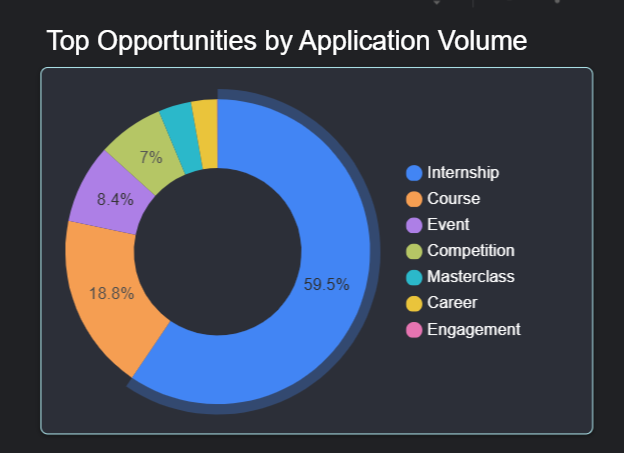 Top Opportunities by Application Volume
7%
8.4%
18.8%
59.5%
Internship
Course
Event
Competition
Masterclass
Career
Engagement